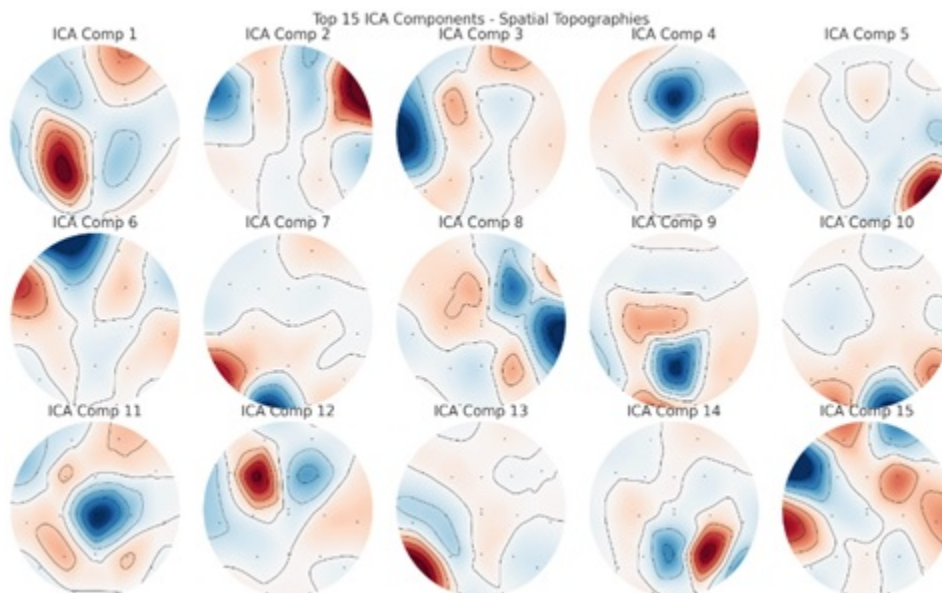 Top 15 ICA Components - Spatial Topographies
ICA Comp 1 ICA Comp 2 ICA Comp 3 ICA Comp 4 ICA Comp 5
ICA Comp 6 ICA Comp 7 ICA Comp 8 ICA Comp 9 ICA Comp 10
ICA Comp 11 ICA Comp 12 ICA Comp 13 ICA Comp 14 ICA Comp 15